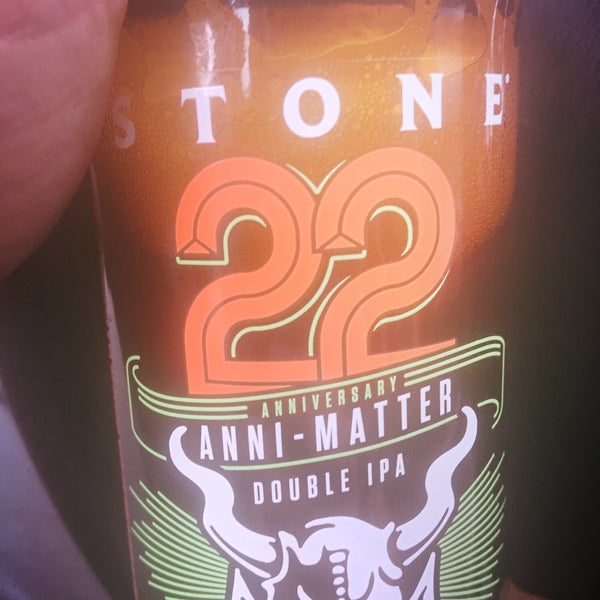 STONE
22
ANNIVERSARY
ANNI-MATTER
DOUBLE IPA